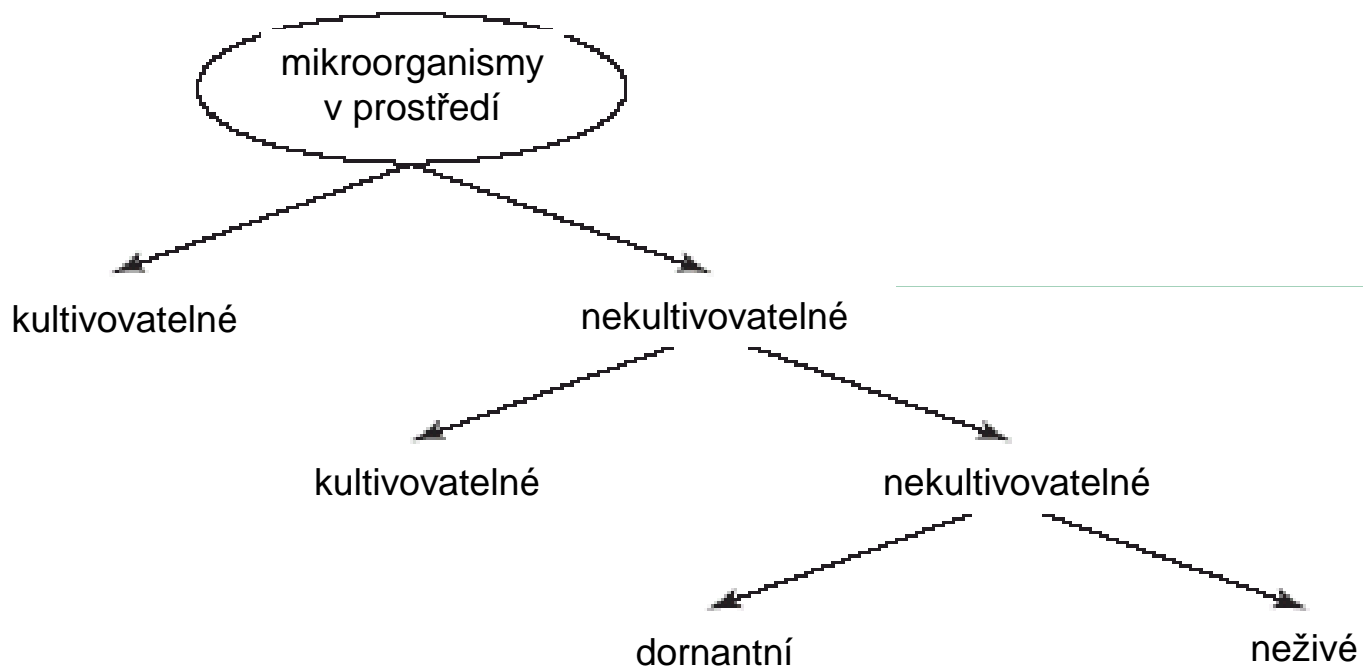 mikroorganismy
v prostředí
kultivovatelné
nekultivovatelné
kultivovatelné
nekultivovatelné
dornantní
neživé